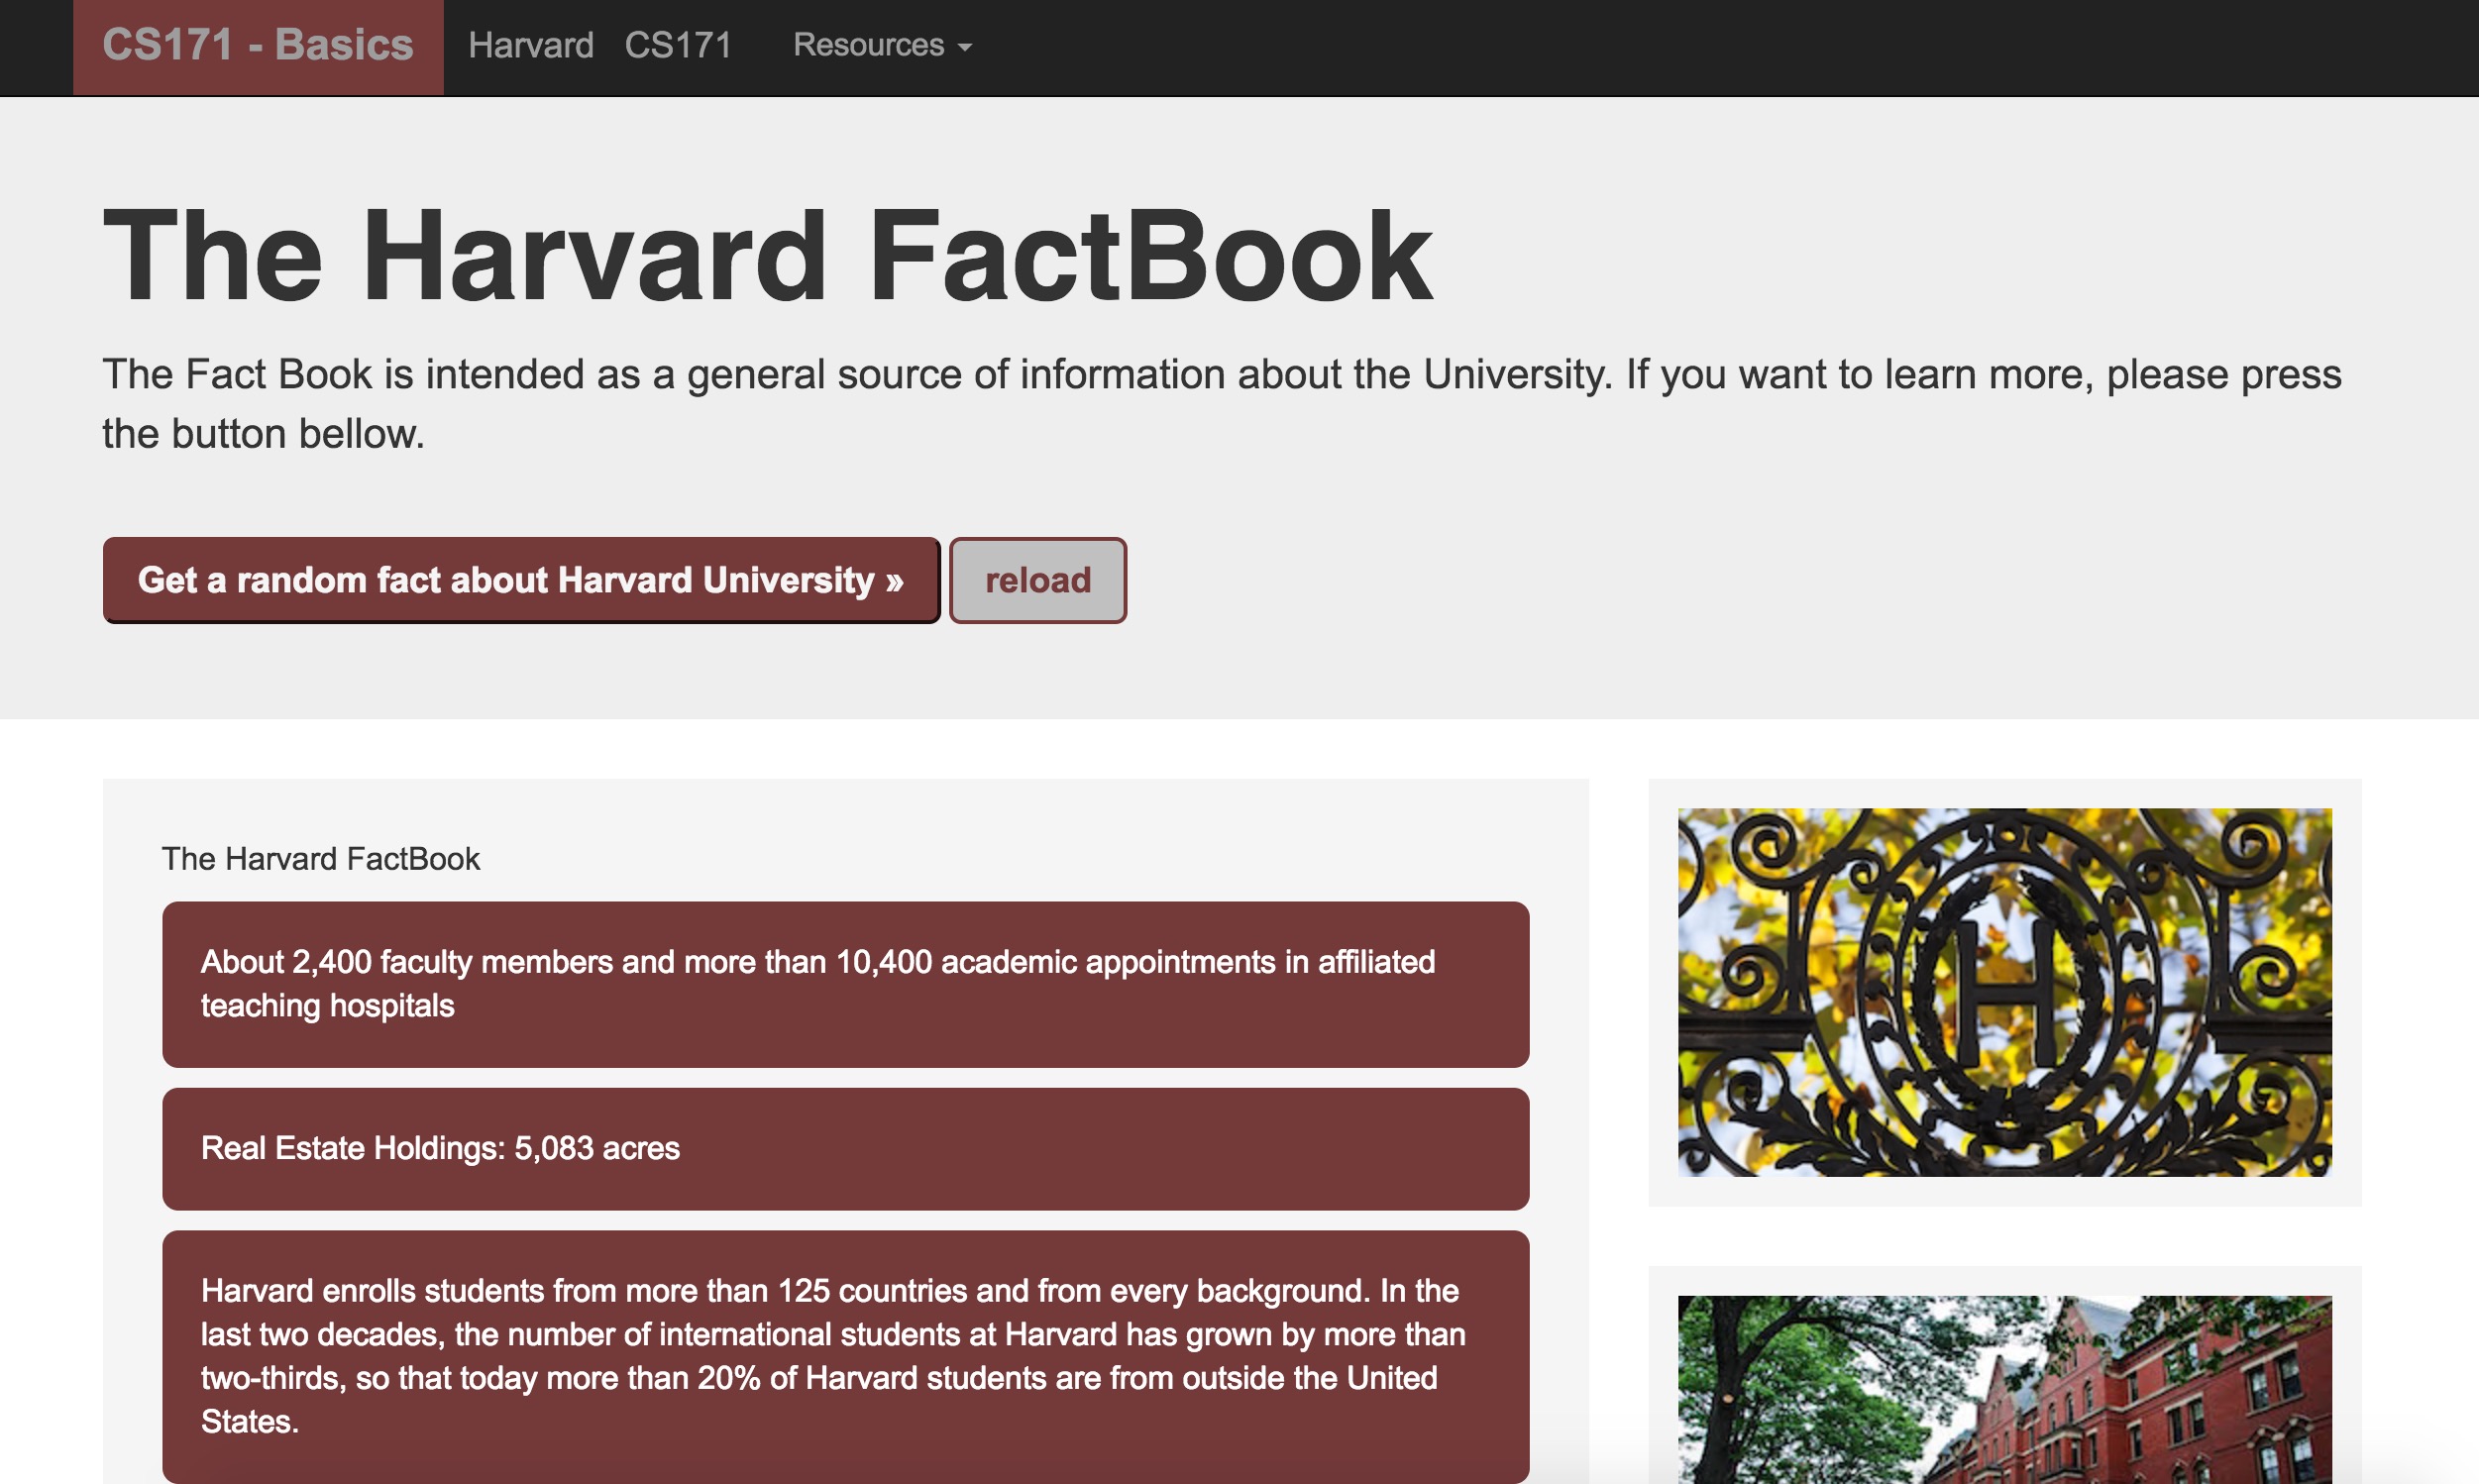 CS171 - Basics
Harvard
CS171
Resources
The Harvard FactBook
The Fact Book is intended as a general source of information about the University. If you want to learn more, please press
the button bellow.
Get a random fact about Harvard University »
reload
The Harvard FactBook
About 2,400 faculty members and more than 10,400 academic appointments in affiliated
teaching hospitals
Real Estate Holdings: 5,083 acres
Harvard enrolls students from more than 125 countries and from every background. In the
last two decades, the number of international students at Harvard has grown by more than
two-thirds, so that today more than 20% of Harvard students are from outside the United
States.
H